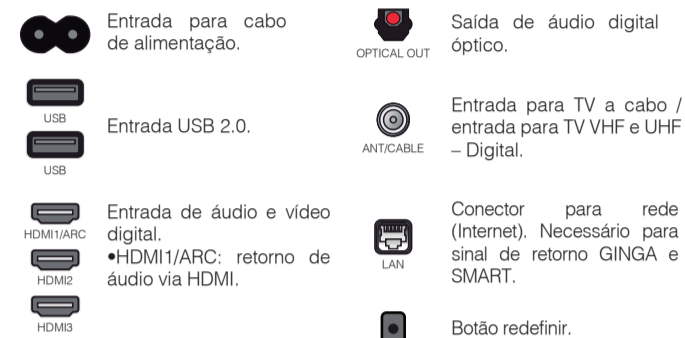 Entrada para cabo
de alimentação.
USB
USB
Entrada USB 2.0.
HDMI1/ARC
HDMI2
HDMI3
Entrada de áudio e vídeo
digital.
•HDMI1/ARC: retorno de
áudio via HDMI.
OPTICAL OUT
Saída de áudio digital
óptico.
ANT/CABLE
Entrada para TV a cabo /
entrada para TV VHF e UHF
– Digital.
LAN
Conector para rede
(Internet). Necessário para
sinal de retorno GINGA e
SMART.
Botão redefinir.